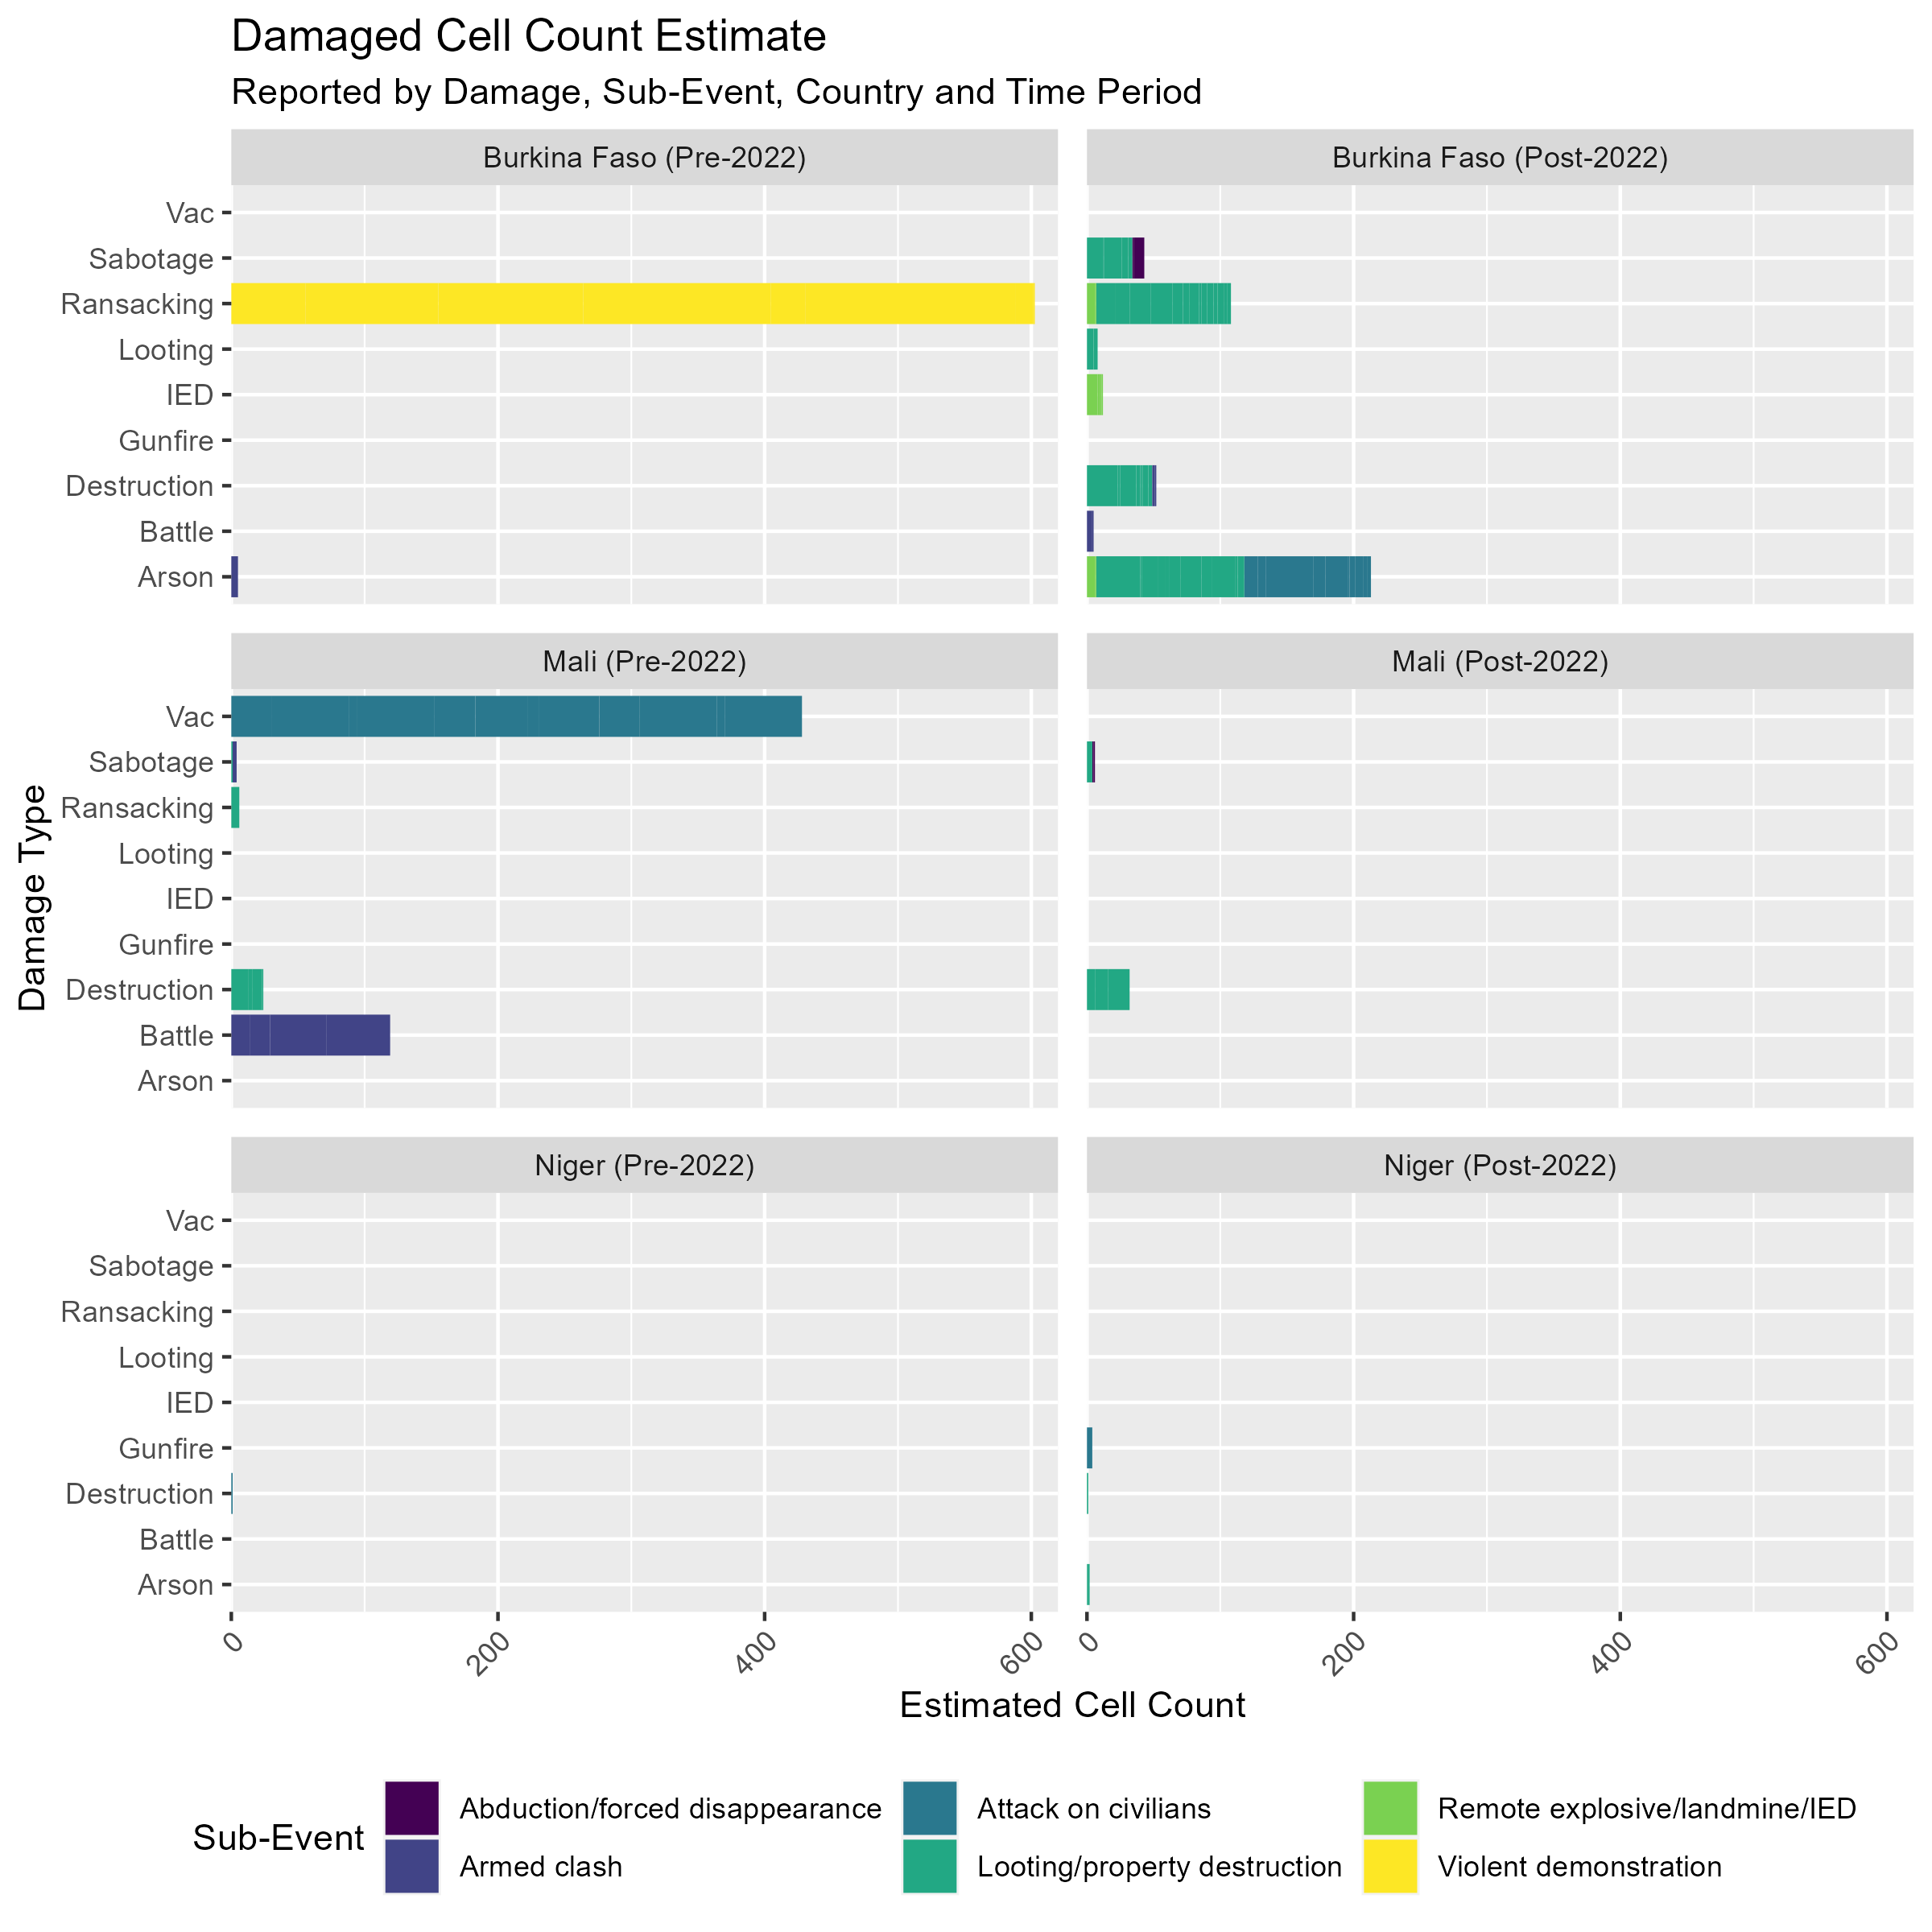 Damaged Cell Count Estimate
Reported by Damage, Sub-Event, Country and Time Period
Burkina Faso (Pre-2022)
Burkina Faso (Post-2022)
Vac
Sabotage
Ransacking
Looting
IED
Gunfire
Destruction
Battle
Arson
Mali (Pre-2022)
Mali (Post-2022)
Vac
Sabotage
Ransacking
Looting
IED
Gunfire
Destruction
Battle
Arson
Damage Type
Niger (Pre-2022)
Niger (Post-2022)
Vac
Sabotage
Ransacking
Looting
IED
Gunfire
Destruction
Battle
Arson
0 200 400 600
0 200 400 600
Estimated Cell Count
Sub-Event
Abduction/forced disappearance
Armed clash
Attack on civilians
Looting/property destruction
Remote explosive/landmine/IED
Violent demonstration